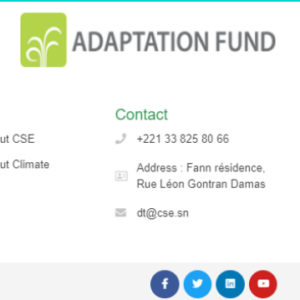 ADAPTATION FUND
Contact
ut CSE
+221 33 825 80 66
ut Climate
Address : Fann résidence,
Rue Léon Gontran Damas
dt@cse.sn